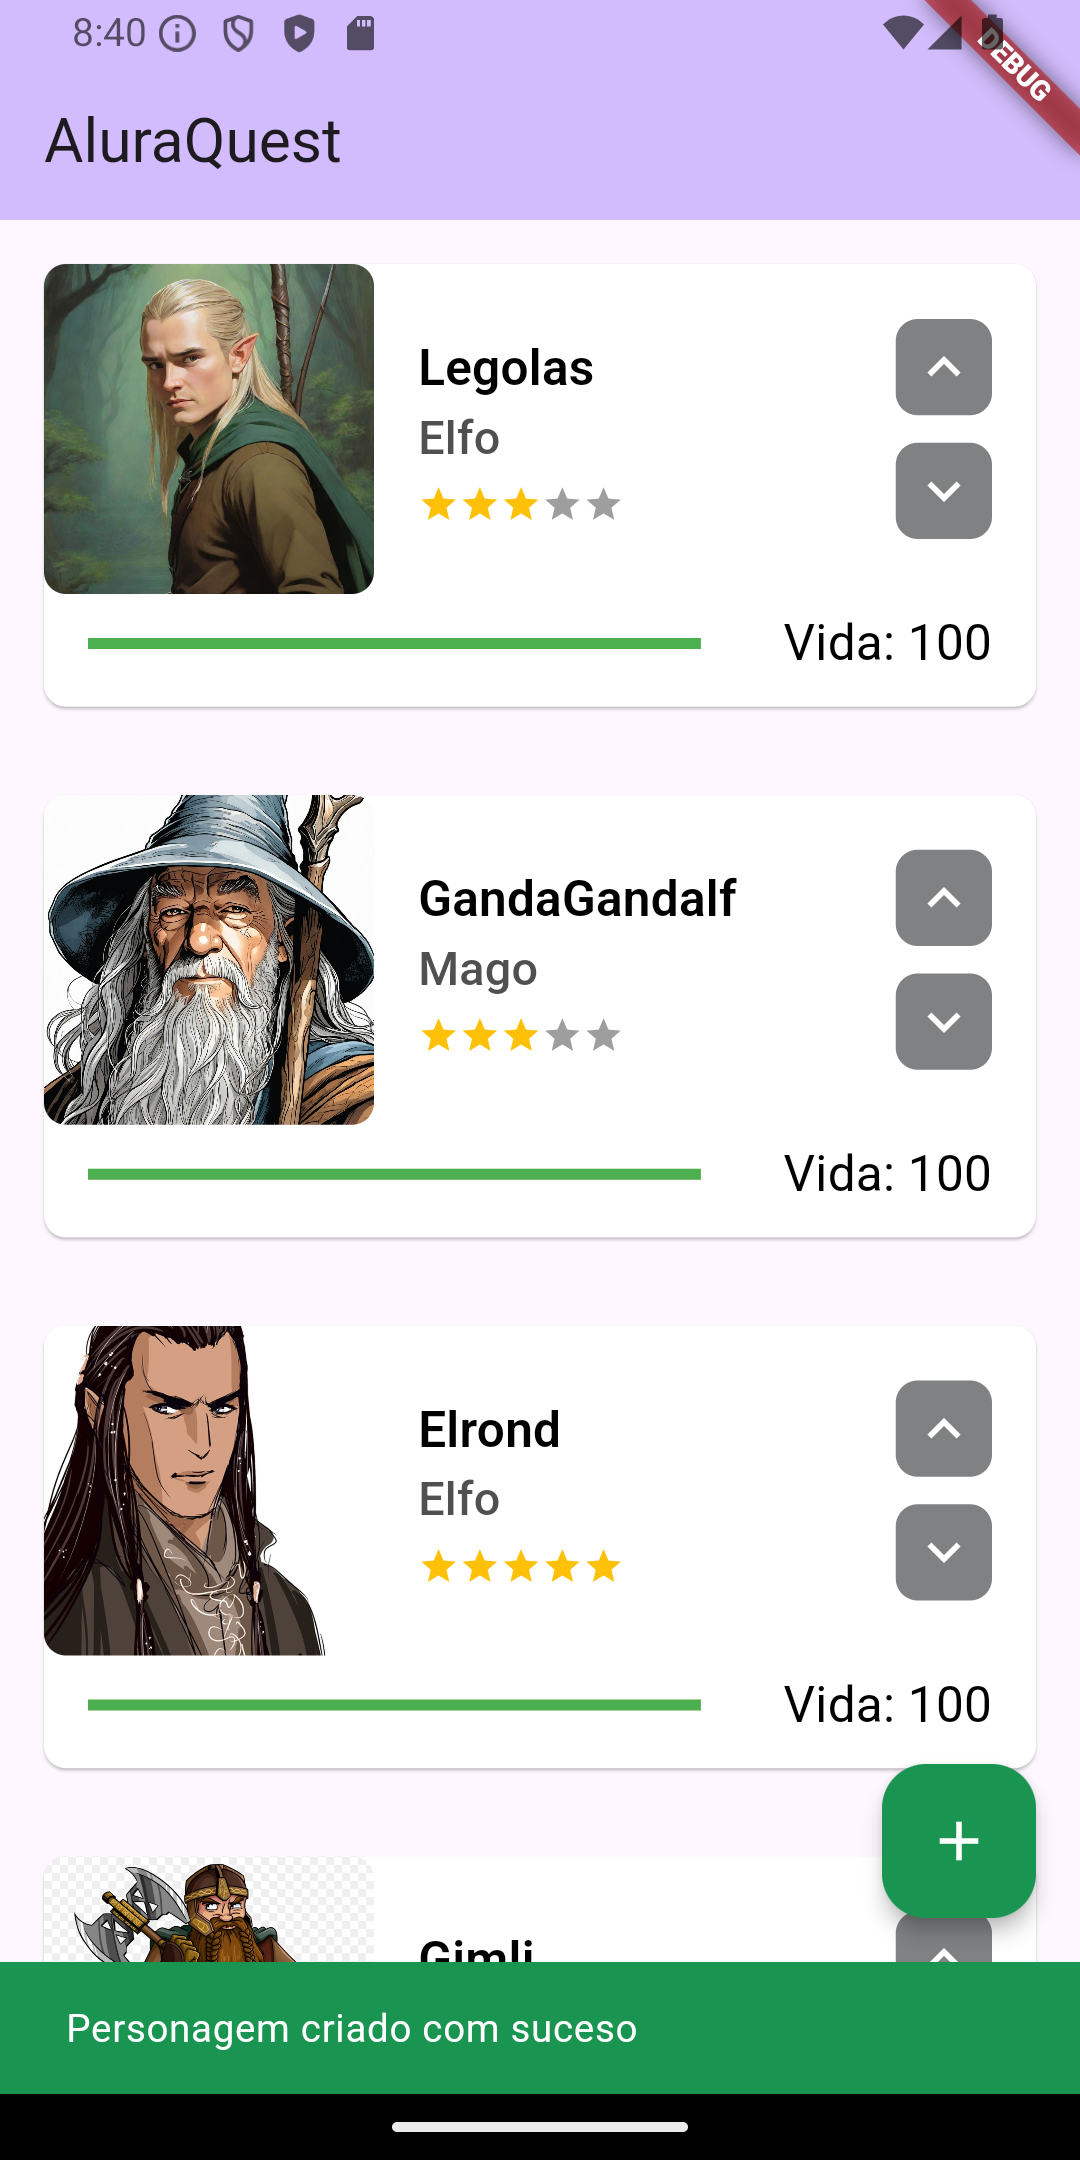 8:40
DEBUG
AluraQuest
Legolas
Elfo
Vida: 100
GandaGandalf
Mago
Vida: 100
Elrond
Elfo
Vida: 100
Gimli
Personagem criado com suceso